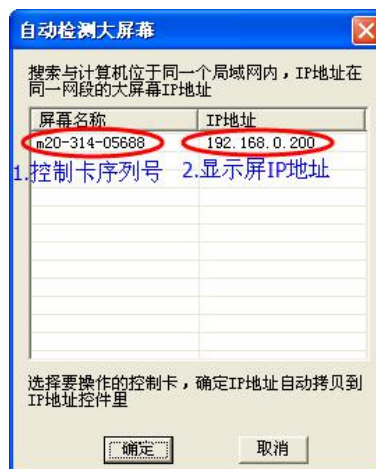 自动检测大屏幕
搜索与计算机位于同一个局域网内，IP地址在
同一网段的大屏幕IP地址
屏幕名称 IP地址
m20-314-05688 192.168.0.200
1.控制卡序列号 2.显示屏IP地址
选择要操作的控制卡，确定IP地址自动拷贝到
IP地址控件里
确定 取消